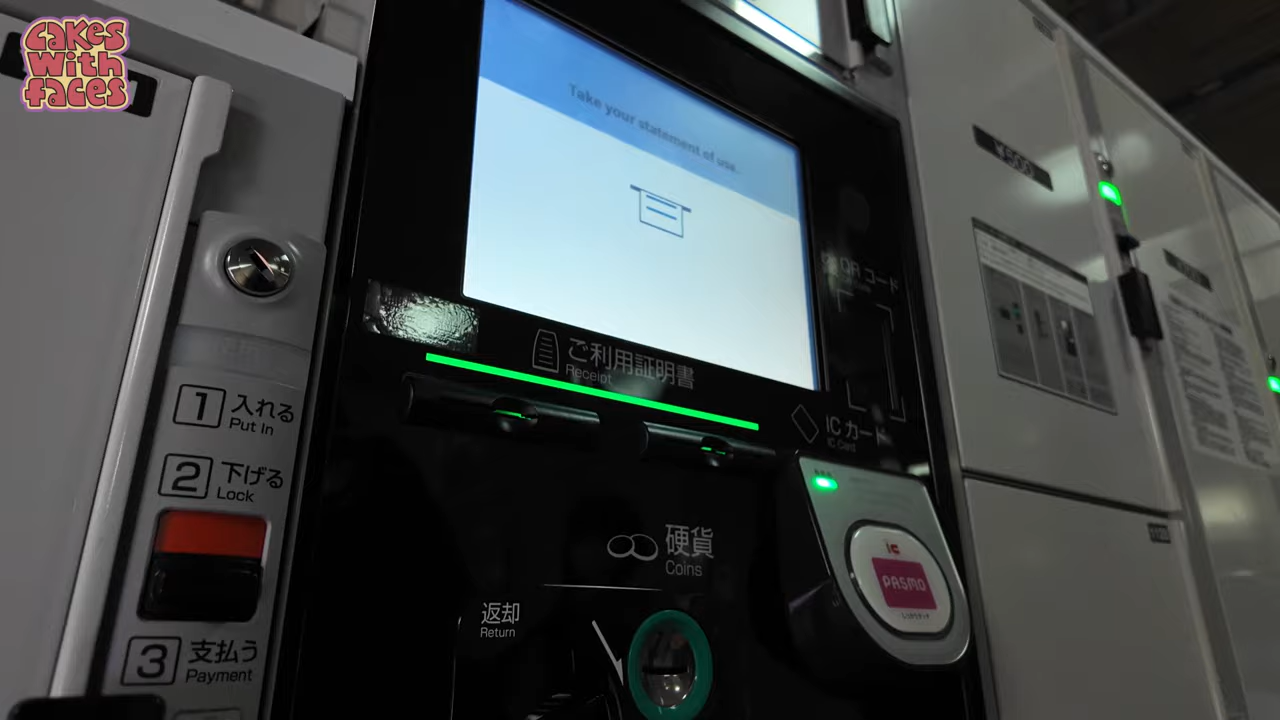 Cakes
With
faces
Take your statement of use.
¥500
QRコード
ご利用証明書
Receipt
ICカード
IC Card
1 入れる
Put In
2 下げる
Lock
3 支払う
Payment
硬貨
Coins
返却
Return
ic
PASMO